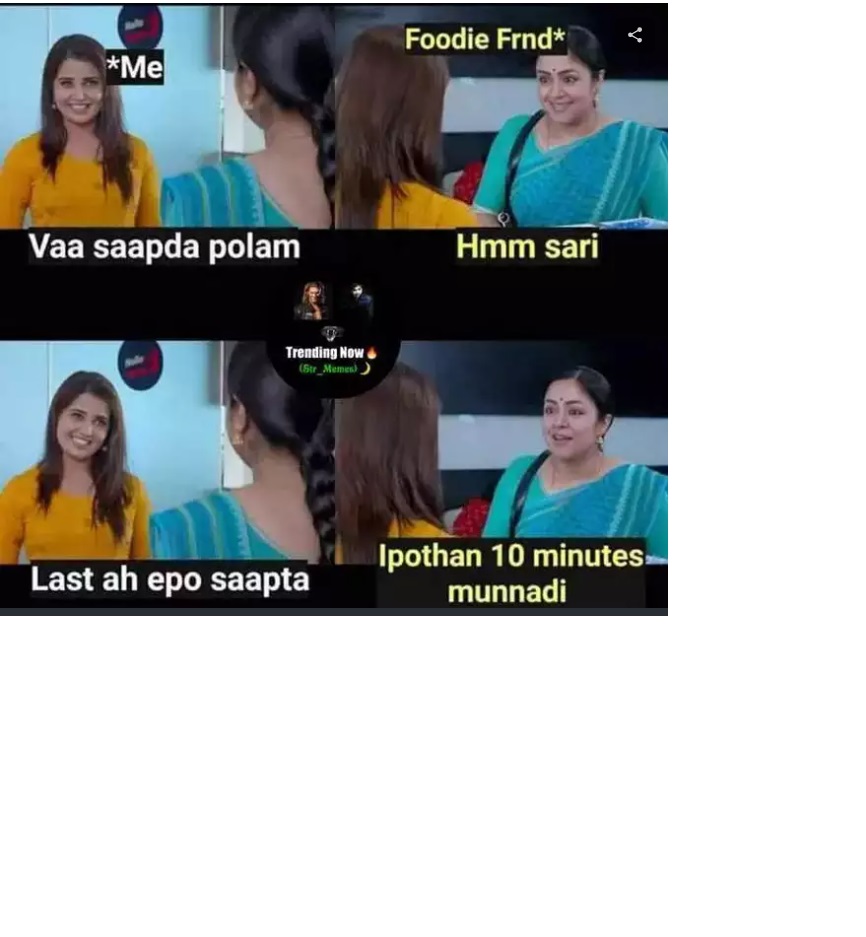 *Me
Foodie Frnd*
Vaa saapda polam
Hmm sari
Trending Now🔥
(Str_Memes)🌙
Last ah epo saapta
Ipothan 10 minutes
munnadi